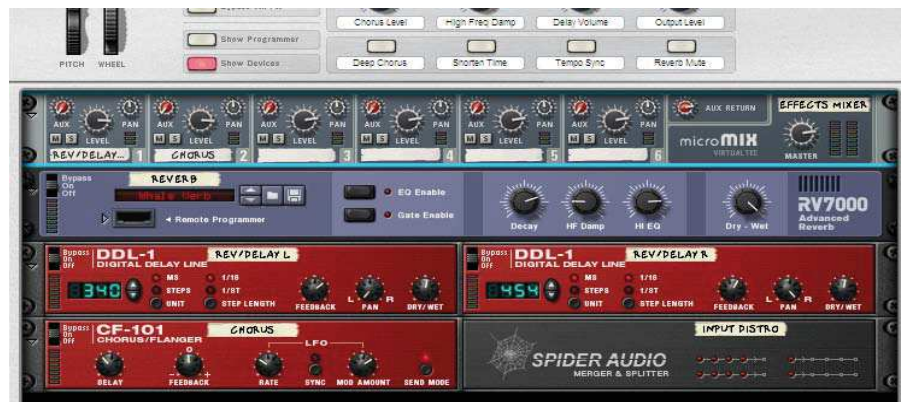 Chorus Level High Freq Damp Delay Volume Output Level
Show Programmer
PITCH WHEEL Show Devices Deep Chorus Shorten Time Tempo Sync Reverb Mute
AUX PAN AUX PAN AUX PAN AUX PAN AUX PAN AUX PAN AUX RETURN EFFECTS MIXER
M S LEVEL M S LEVEL M S LEVEL M S LEVEL M S LEVEL M S LEVEL microMIX
REV/DELAY... 1 CHORUS 2 3 4 5 6 MASTER
Bypass On Off REVERB
Whale Verb EQ Enable RV7000
Remote Programmer Gate Enable Decay HF Damp HI EQ Dry - Wet Advanced Reverb
Bypass On Off DDL-1 REV/DELAY L
DIGITAL DELAY LINE
340 MS STEPS UNIT 1/16 1/8T STEP LENGTH FEEDBACK L PAN R DRY/WET
Bypass On Off DDL-1 REV/DELAY R
DIGITAL DELAY LINE
454 MS STEPS UNIT 1/16 1/8T STEP LENGTH FEEDBACK L PAN R DRY/WET
Bypass On Off CF-101 CHORUS
CHORUS/FLANGER LFO
DELAY - FEEDBACK + RATE SYNC MOD AMOUNT SEND MODE
INPUT DISTRO
SPIDER AUDIO
MERGER & SPLITTER